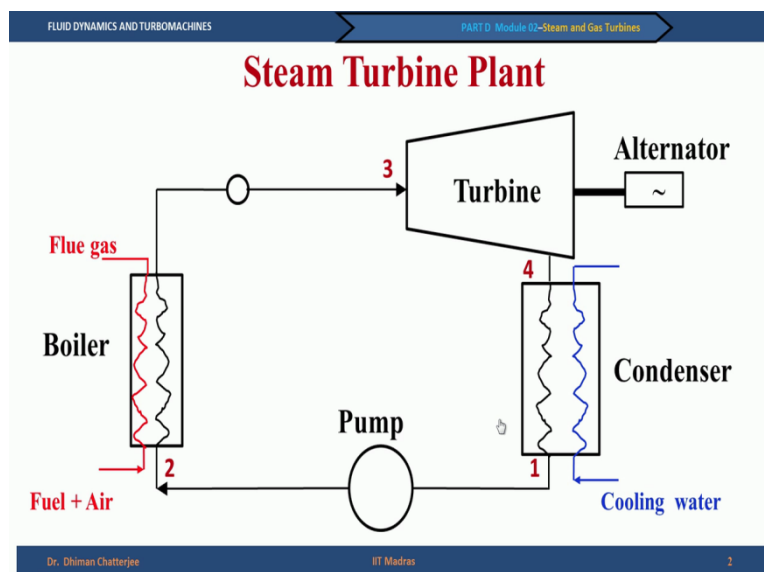 FLUID DYNAMICS AND TURBOMACHINES
PART D Module 02–Steam and Gas Turbines
Steam Turbine Plant
Alternator
3
Turbine
~
Flue gas
4
Boiler
Condenser
Pump
2
1
Fuel + Air
Cooling water
Dr. Dhiman Chatterjee
IIT Madras
2